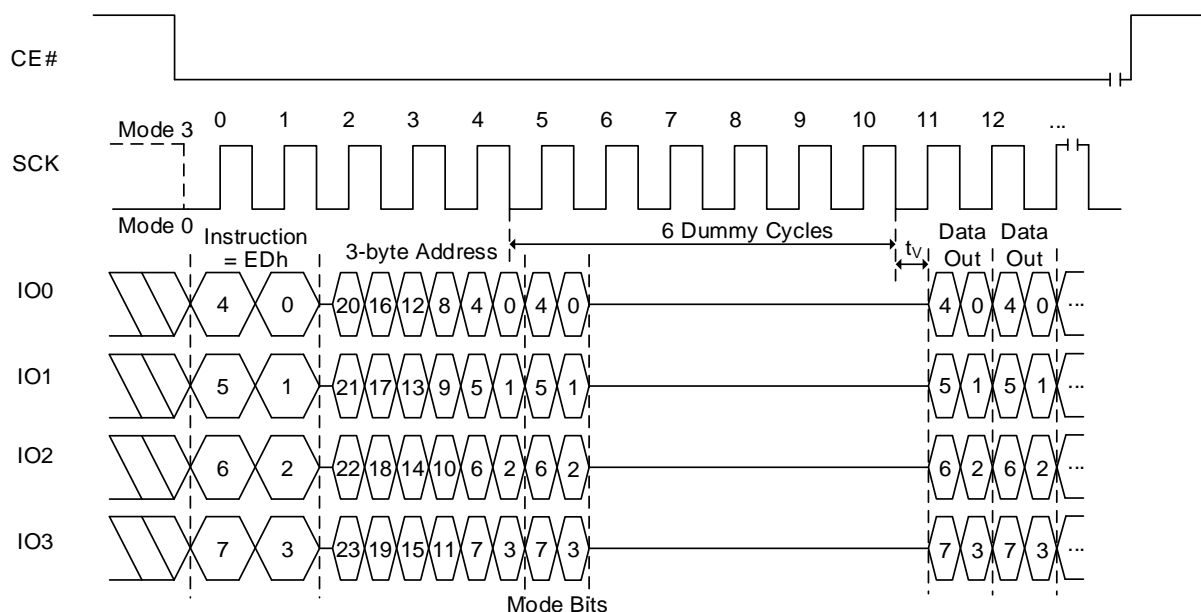 CE#
Mode 3 0 1 2 3 4 5 6 7 8 9 10 11 12 ...
SCK
Mode 0
Instruction = EDh
3-byte Address
6 Dummy Cycles
tV
Data Out
Data Out
IO0 4 0 20 16 12 8 4 0 4 0 4 0 4 0 ...
IO1 5 1 21 17 13 9 5 1 5 1 5 1 5 1 ...
IO2 6 2 22 18 14 10 6 2 6 2 6 2 6 2 ...
IO3 7 3 23 19 15 11 7 3 7 3 7 3 7 3 ...
Mode Bits